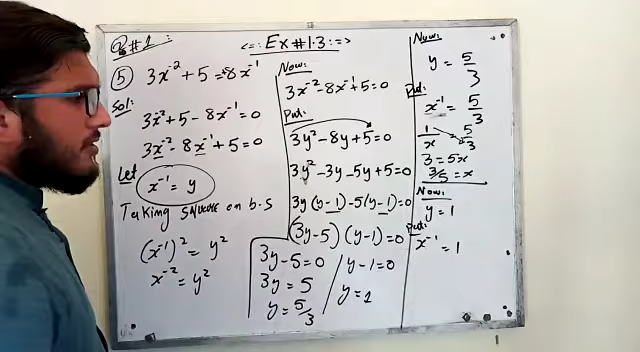 Q#1
<=: Ex#1.3: =>
5 3x⁻² + 5 = 8x⁻¹
Sol:
3x⁻² + 5 - 8x⁻¹ = 0
3x⁻² - 8x⁻¹ + 5 = 0
Let
x⁻¹ = y
Taking square on b.s
(x⁻¹)² = y²
x⁻² = y²
Now:
3x⁻² - 8x⁻¹ + 5 = 0
Put:
3y² - 8y + 5 = 0
3y² - 3y - 5y + 5 = 0
3y (y-1) - 5(y-1) = 0
(3y-5) (y-1) = 0
3y - 5 = 0 / y - 1 = 0
3y = 5
y = 5/3
y = 1
Now:
y = 5/3
Put:
x⁻¹ = 5/3
1/x 5/3
3 = 5x
3/5 = x
Now:
y = 1
Put:
x⁻¹ = 1